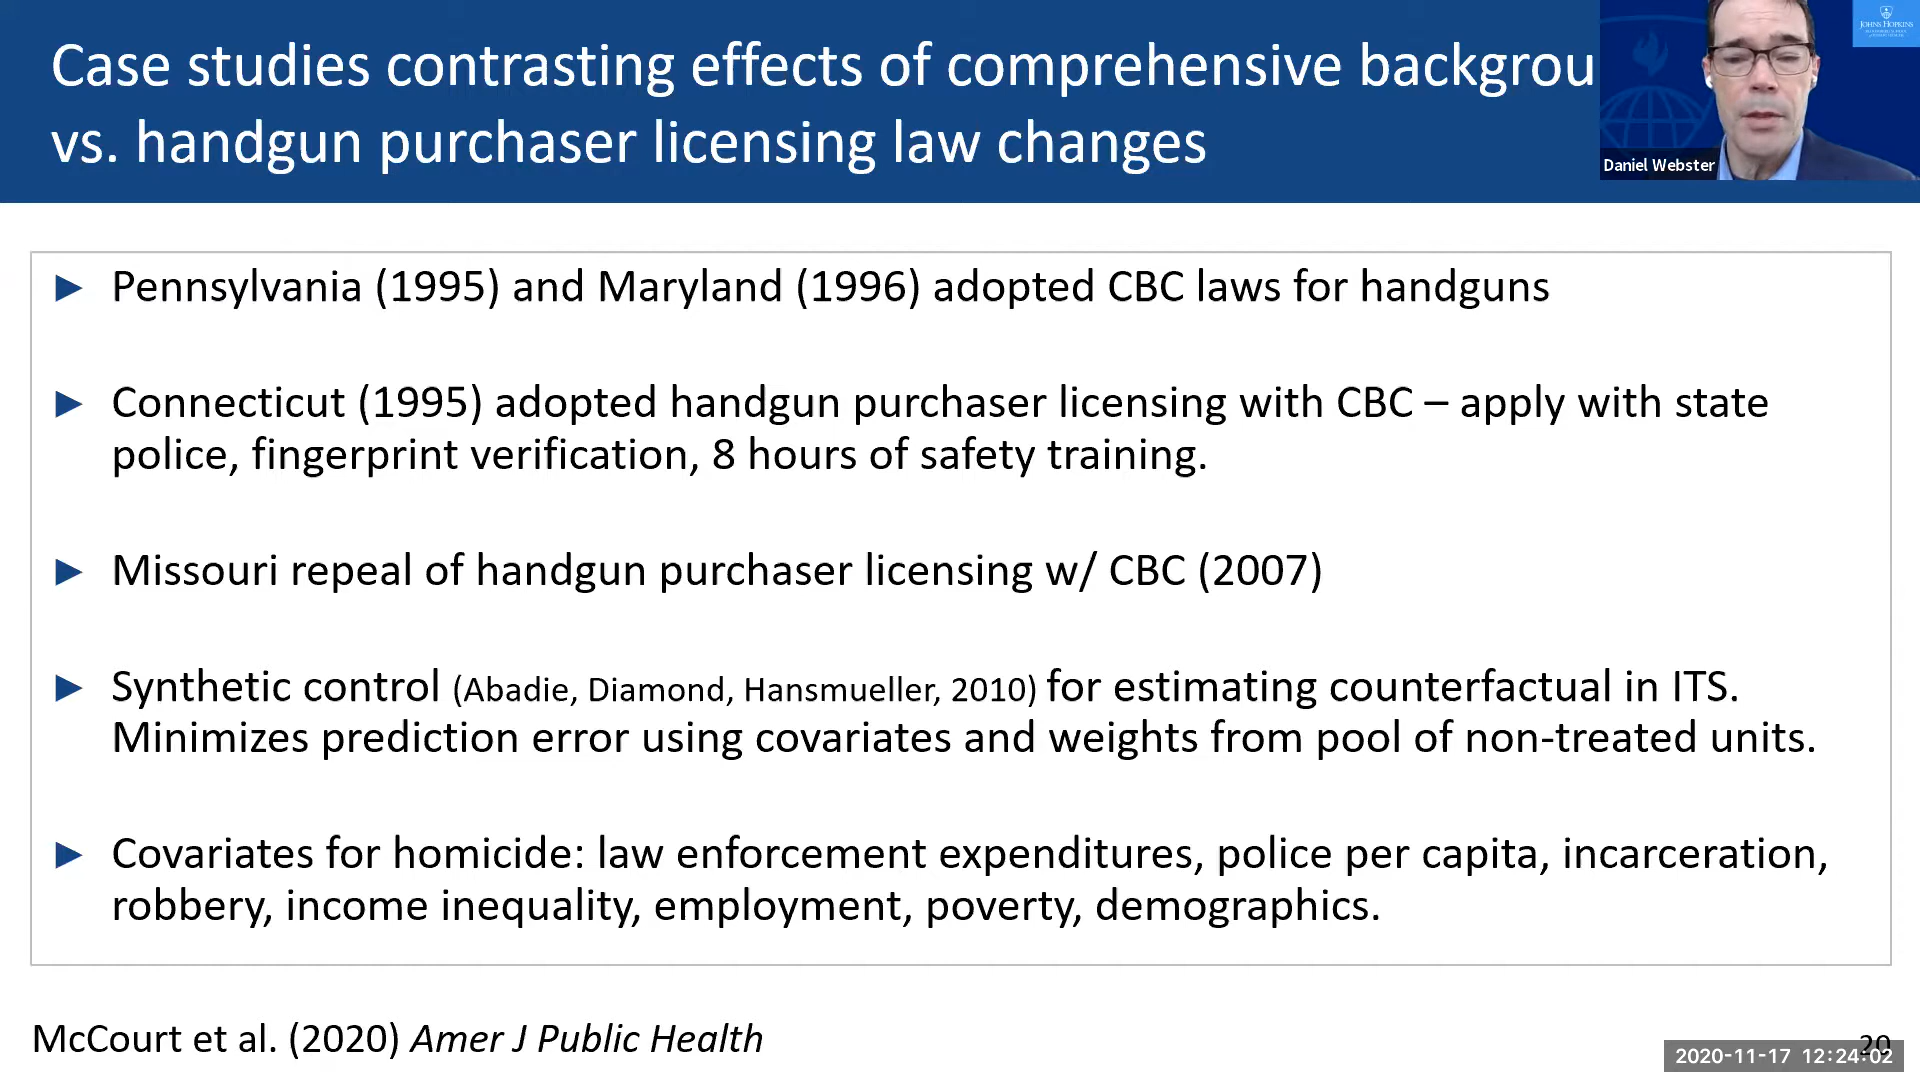 Case studies contrasting effects of comprehensive backgrou
vs. handgun purchaser licensing law changes
Daniel Webster
JOHNS HOPKINS
► Pennsylvania (1995) and Maryland (1996) adopted CBC laws for handguns
► Connecticut (1995) adopted handgun purchaser licensing with CBC – apply with state
police, fingerprint verification, 8 hours of safety training.
► Missouri repeal of handgun purchaser licensing w/ CBC (2007)
► Synthetic control (Abadie, Diamond, Hansmueller, 2010) for estimating counterfactual in ITS.
Minimizes prediction error using covariates and weights from pool of non-treated units.
► Covariates for homicide: law enforcement expenditures, police per capita, incarceration,
robbery, income inequality, employment, poverty, demographics.
McCourt et al. (2020) Amer J Public Health
20
2020-11-17 12:24:02